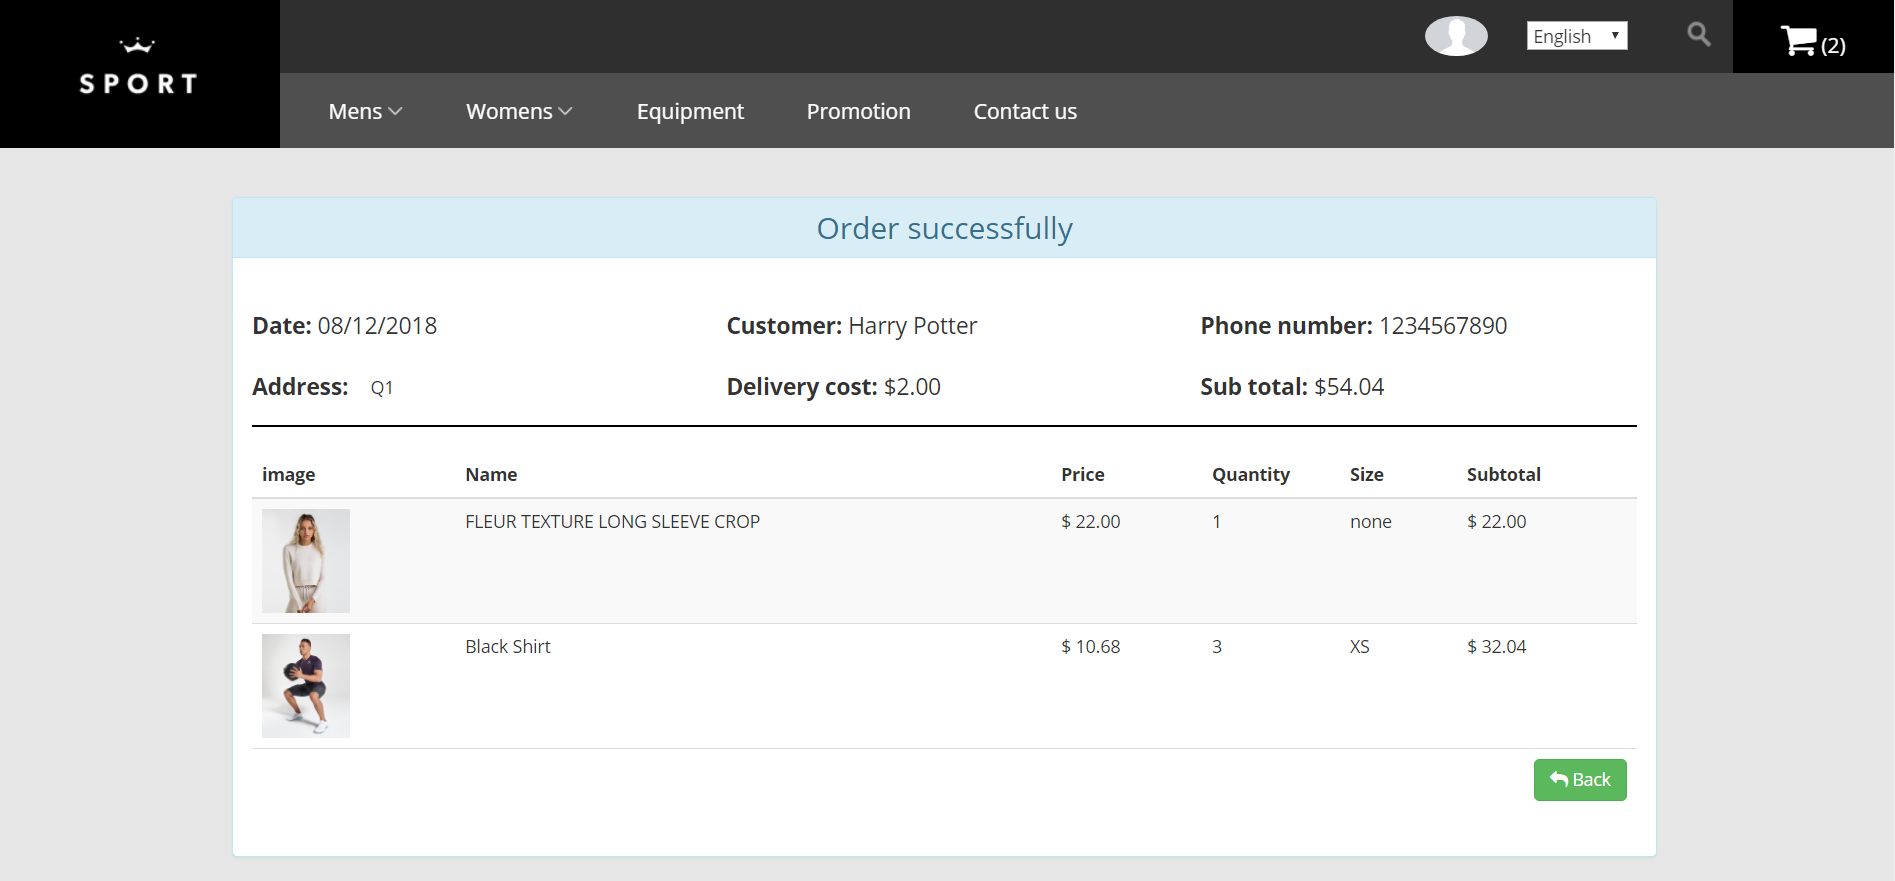 SPORT
English
(2)
Mens
Womens
Equipment
Promotion
Contact us
Order successfully
Date: 08/12/2018
Customer: Harry Potter
Phone number: 1234567890
Address: Q1
Delivery cost: $2.00
Sub total: $54.04
image Name Price Quantity Size Subtotal
FLEUR TEXTURE LONG SLEEVE CROP $ 22.00 1 none $ 22.00
Black Shirt $ 10.68 3 XS $ 32.04
Back